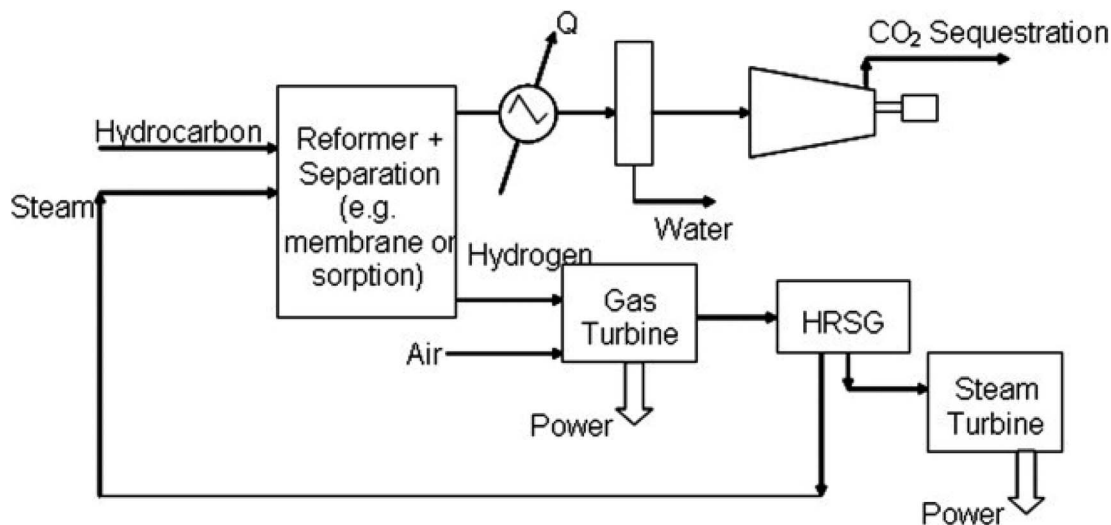 Q
CO₂ Sequestration
Hydrocarbon
Steam
Reformer +
Separation
(e.g.
membrane or
sorption)
Water
Hydrogen
Air
Gas
Turbine
HRSG
Power
Steam
Turbine
Power